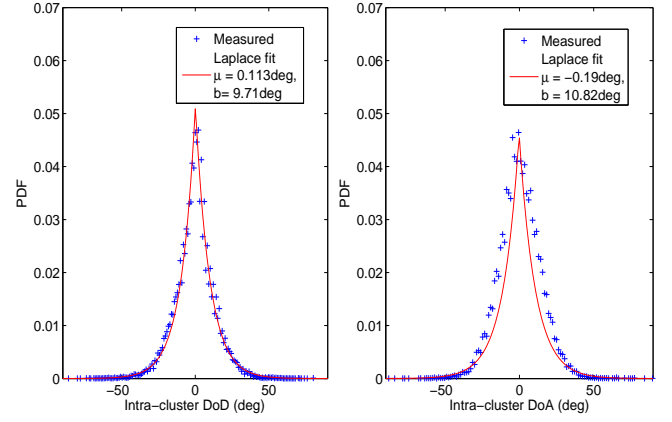 0.07
0.06
0.05
0.04
0.03
0.02
0.01
0
PDF
−50
0
50
Intra−cluster DoD (deg)
Measured
Laplace fit
μ = 0.113deg,
b= 9.71deg
0.07
0.06
0.05
0.04
0.03
0.02
0.01
0
PDF
−50
0
50
Intra−cluster DoA (deg)
Measured
Laplace fit
μ = −0.19deg,
b = 10.82deg